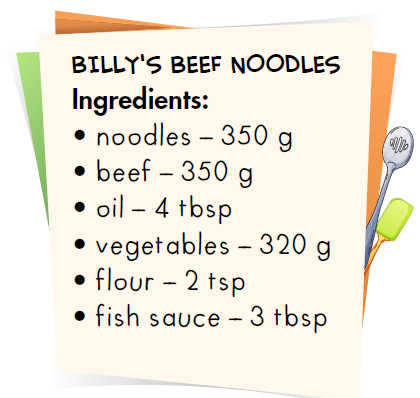 BILLY'S BEEF NOODLES
Ingredients:
• noodles – 350 g
• beef – 350 g
• oil – 4 tbsp
• vegetables – 320 g
• flour – 2 tsp
• fish sauce – 3 tbsp